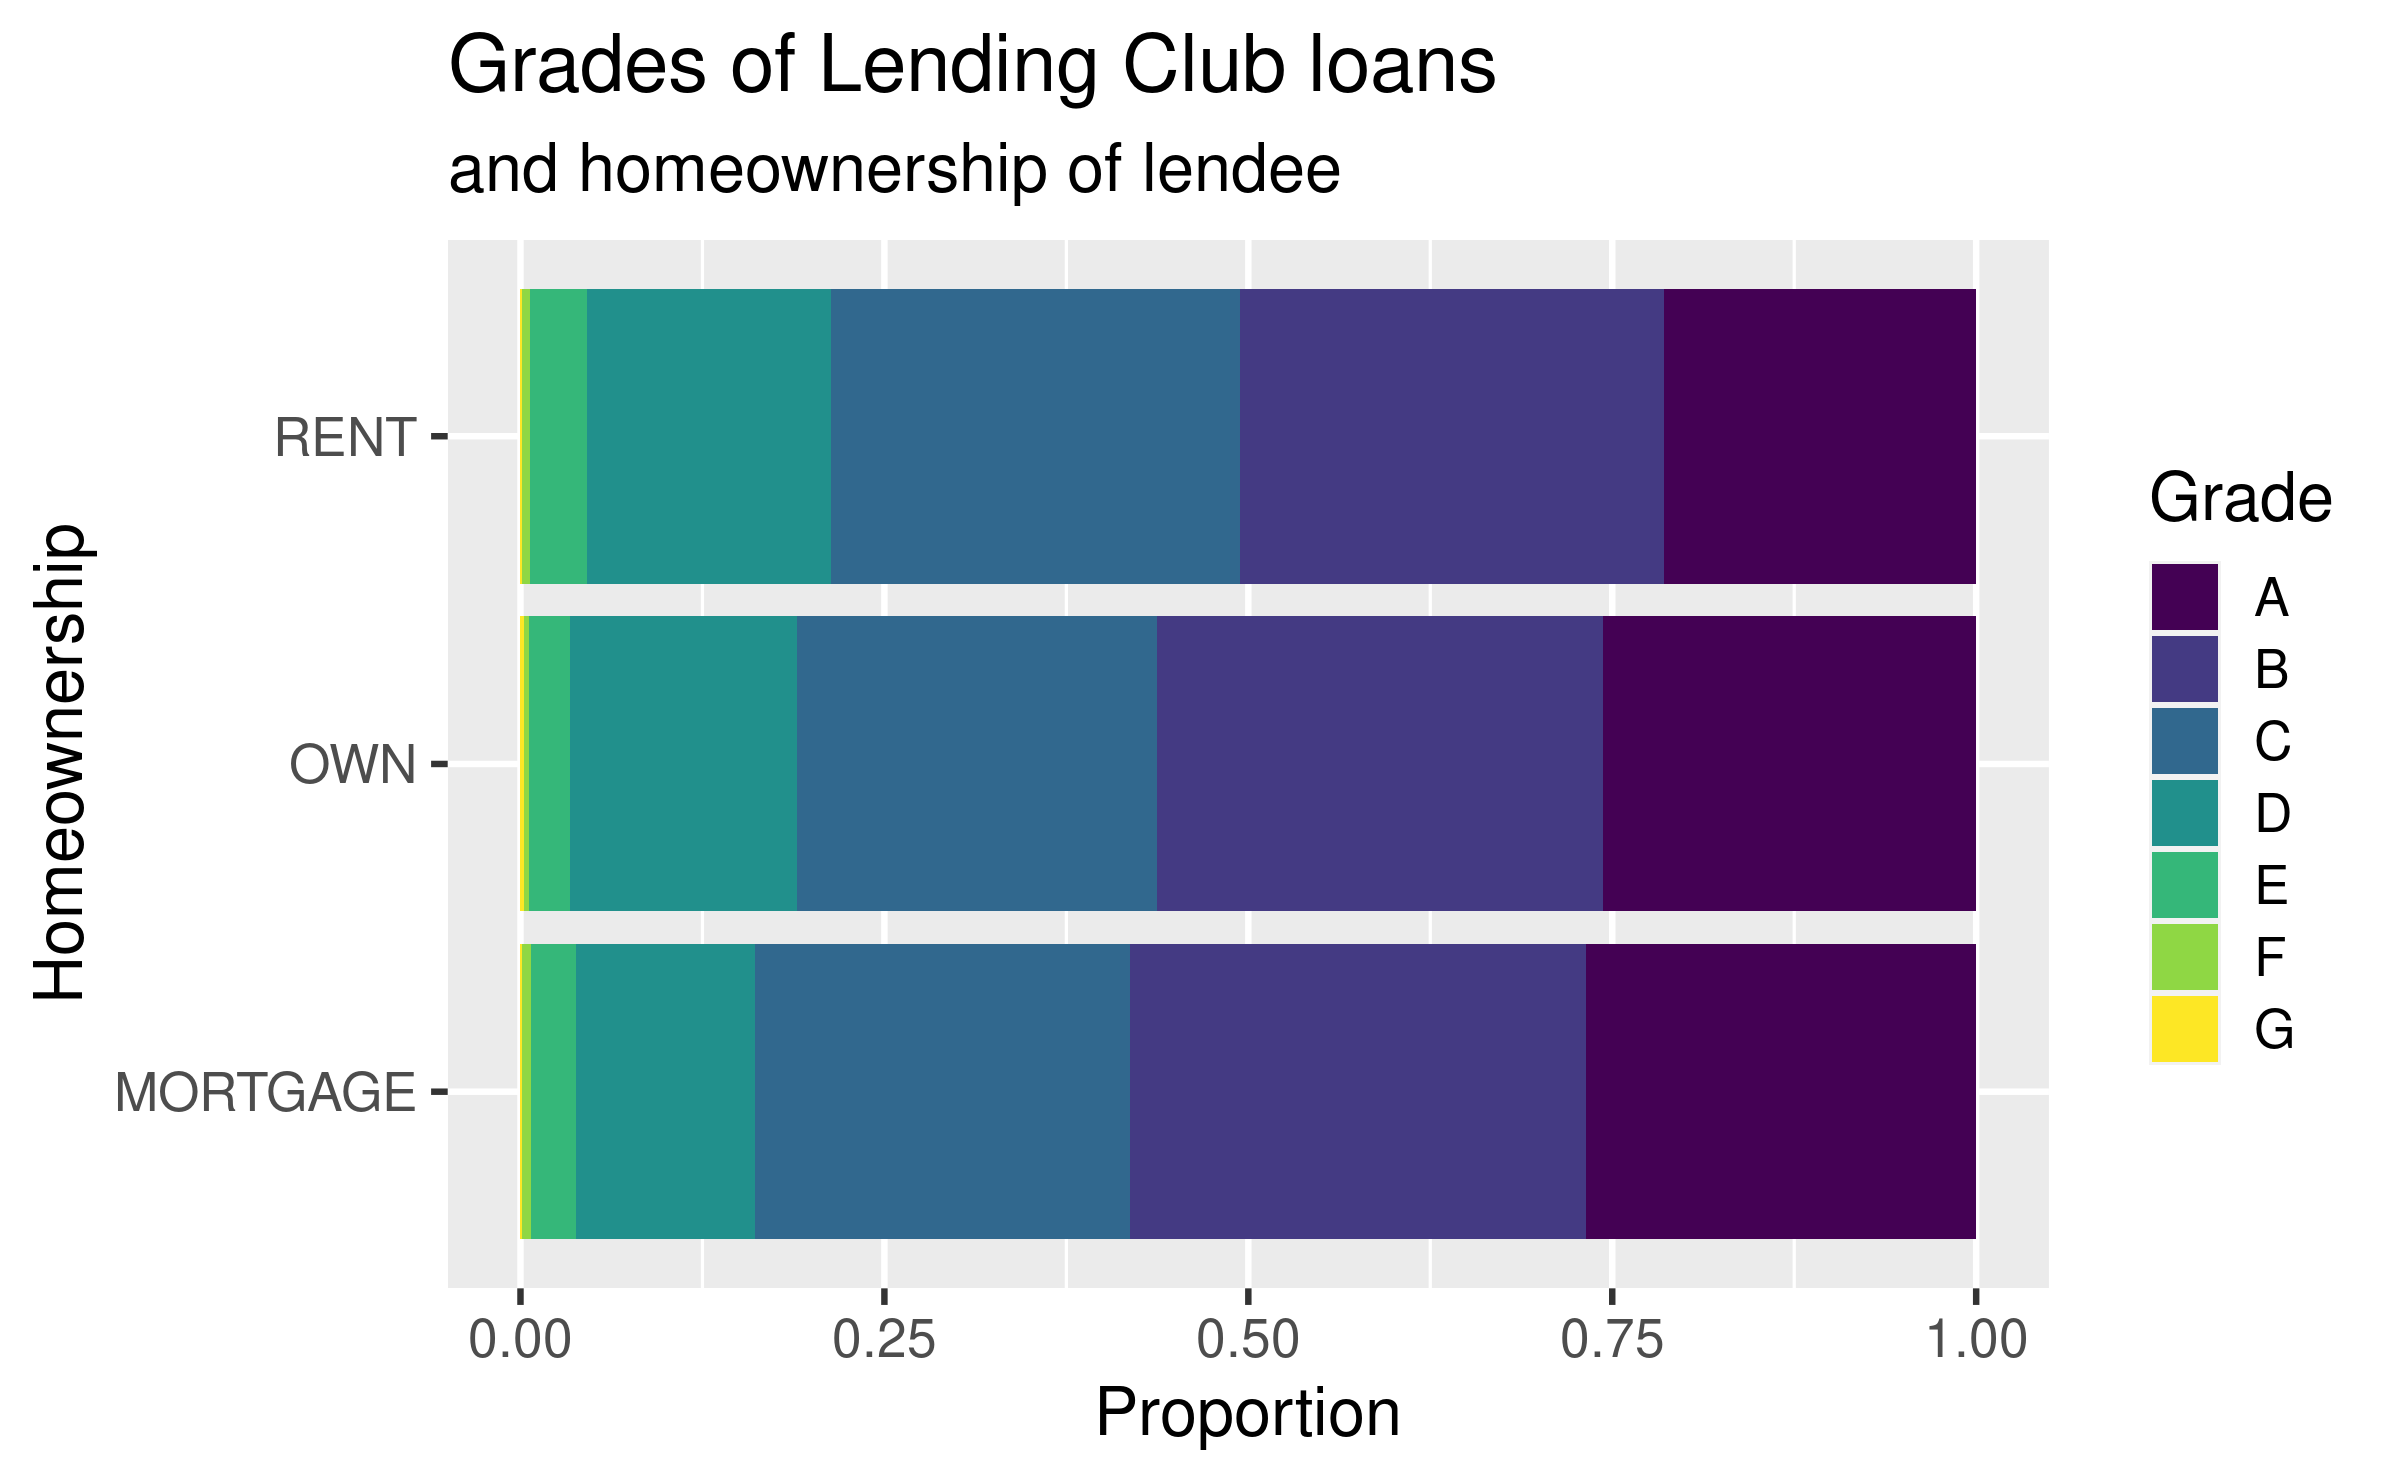 Grades of Lending Club loans
and homeownership of lendee
Homeownership
RENT
OWN
MORTGAGE
0.00 0.25 0.50 0.75 1.00
Proportion
Grade
A
B
C
D
E
F
G